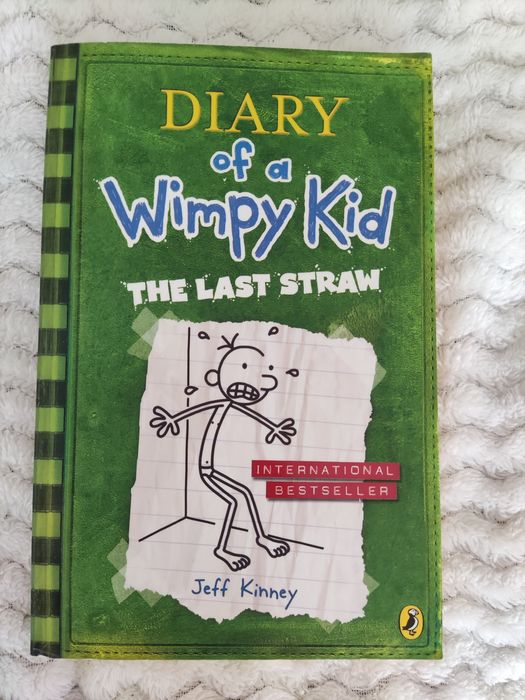 DIARY
of a
Wimpy Kid
THE LAST STRAW
INTERNATIONAL
BESTSELLER
Jeff Kinney